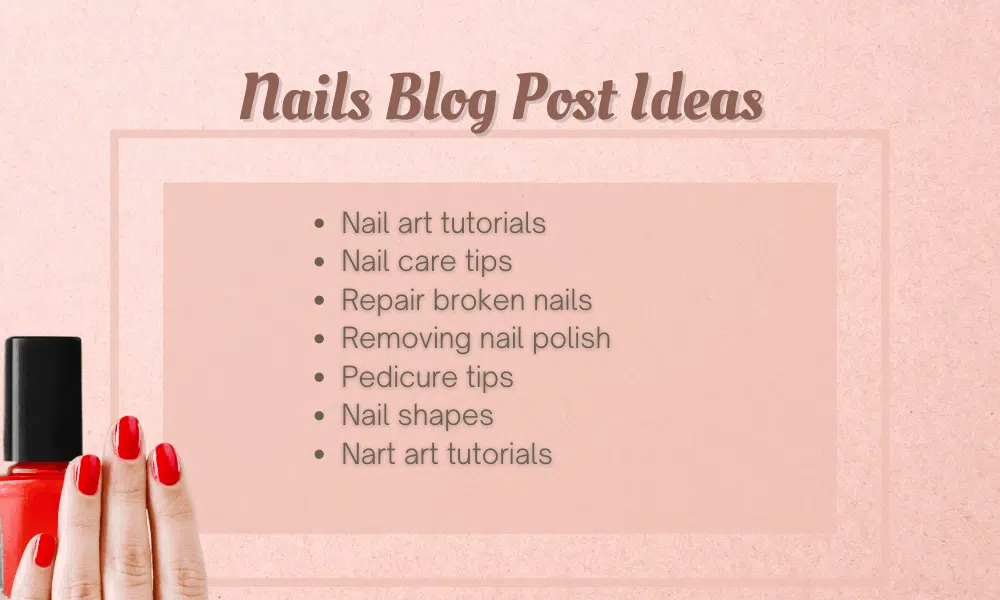 Nails Blog Post Ideas
• Nail art tutorials
• Nail care tips
• Repair broken nails
• Removing nail polish
• Pedicure tips
• Nail shapes
• Nart art tutorials